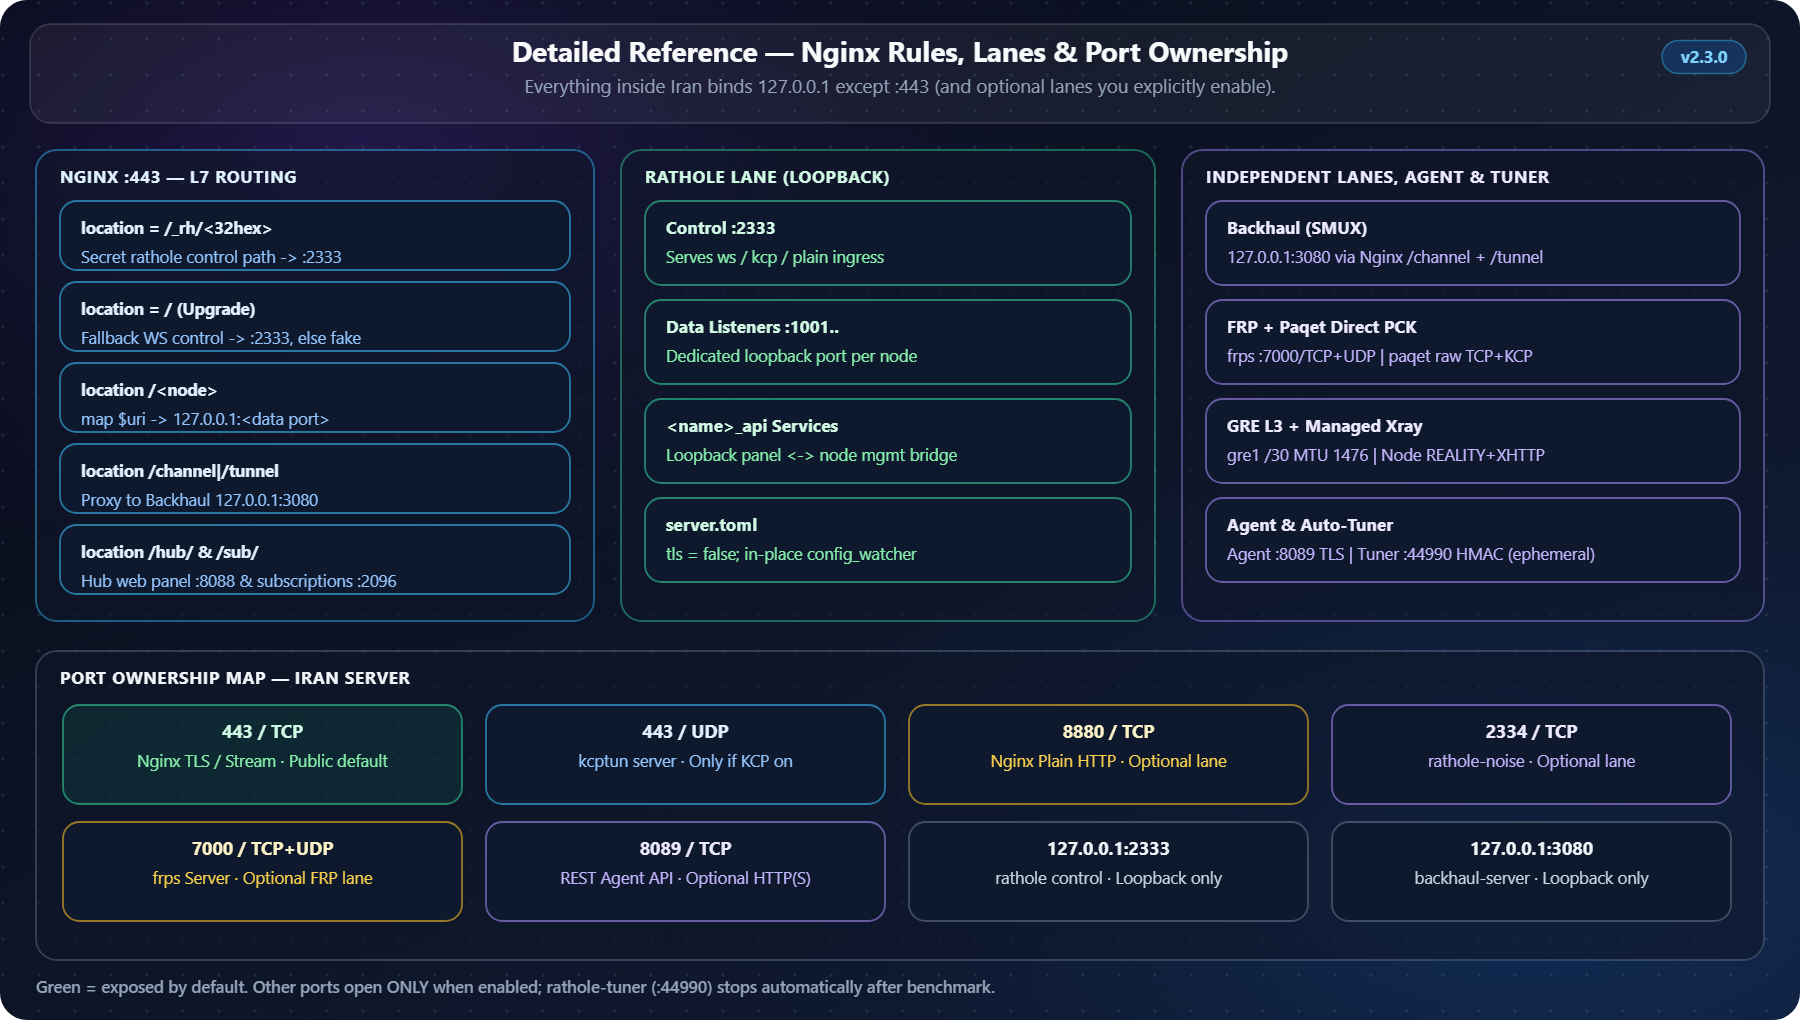 Detailed Reference — Nginx Rules, Lanes & Port Ownership
v2.3.0
Everything inside Iran binds 127.0.0.1 except :443 (and optional lanes you explicitly enable).
NGINX :443 — L7 ROUTING
location = /_rh/<32hex>
Secret rathole control path -> :2333
location = / (Upgrade)
Fallback WS control -> :2333, else fake
location /<node>
map $uri -> 127.0.0.1:<data port>
location /channel|/tunnel
Proxy to Backhaul 127.0.0.1:3080
location /hub/ & /sub/
Hub web panel :8088 & subscriptions :2096
RATHOLE LANE (LOOPBACK)
Control :2333
Serves ws / kcp / plain ingress
Data Listeners :1001..
Dedicated loopback port per node
<name>_api Services
Loopback panel <-> node mgmt bridge
server.toml
tls = false; in-place config_watcher
INDEPENDENT LANES, AGENT & TUNER
Backhaul (SMUX)
127.0.0.1:3080 via Nginx /channel + /tunnel
FRP + Paqet Direct PCK
frps :7000/TCP+UDP | paqet raw TCP+KCP
GRE L3 + Managed Xray
gre1 /30 MTU 1476 | Node REALITY+XHTTP
Agent & Auto-Tuner
Agent :8089 TLS | Tuner :44990 HMAC (ephemeral)
PORT OWNERSHIP MAP — IRAN SERVER
443 / TCP
Nginx TLS / Stream · Public default
443 / UDP
kcptun server · Only if KCP on
8880 / TCP
Nginx Plain HTTP · Optional lane
2334 / TCP
rathole-noise · Optional lane
7000 / TCP+UDP
frps Server · Optional FRP lane
8089 / TCP
REST Agent API · Optional HTTP(S)
127.0.0.1:2333
rathole control · Loopback only
127.0.0.1:3080
backhaul-server · Loopback only
Green = exposed by default. Other ports open ONLY when enabled; rathole-tuner (:44990) stops automatically after benchmark.